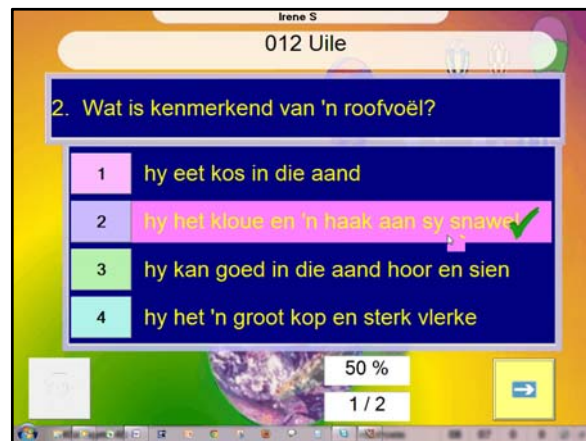 Irene S
012 Uile
2. Wat is kenmerkend van 'n roofvoël?
1 hy eet kos in die aand
2 hy het kloue en 'n haak aan sy snawel
3 hy kan goed in die aand hoor en sien
4 hy het 'n groot kop en sterk vlerke
50 %
1 / 2